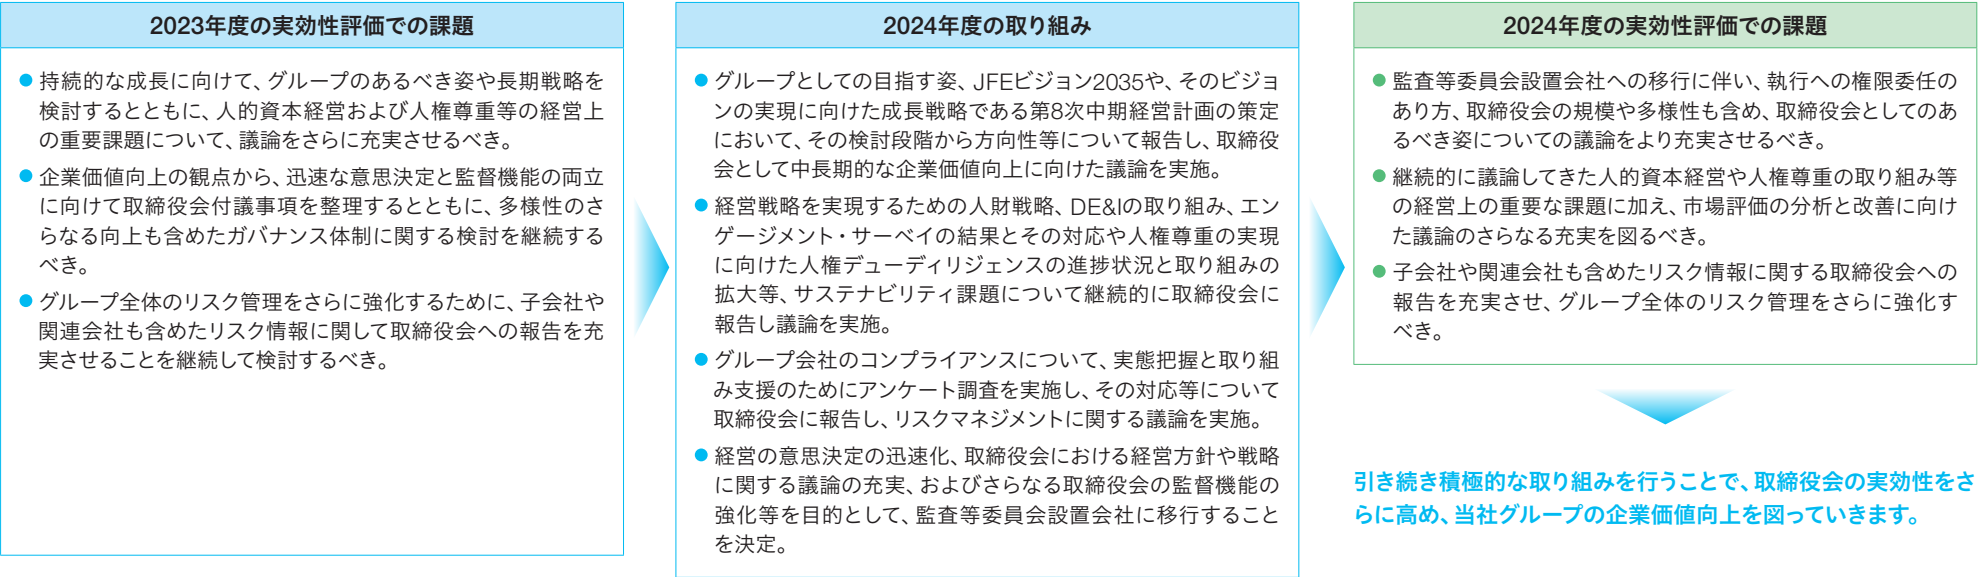 2023年度の実効性評価での課題
● 持続的な成長に向けて、グループのあるべき姿や長期戦略を
検討するとともに、人的資本経営および人権尊重等の経営上
の重要課題について、議論をさらに充実させるべき。
● 企業価値向上の観点から、迅速な意思決定と監督機能の両立
に向けて取締役会付議事項を整理するとともに、多様性のさ
らなる向上も含めたガバナンス体制に関する検討を継続する
べき。
● グループ全体のリスク管理をさらに強化するために、子会社や
関連会社も含めたリスク情報に関して取締役会への報告を充
実させることを継続して検討するべき。
2024年度の取り組み
● グループとしての目指す姿、JFEビジョン2035や、そのビジョ
ンの実現に向けた成長戦略である第8次中期経営計画の策定
において、その検討段階から方向性等について報告し、取締役
会として中長期的な企業価値向上に向けた議論を実施。
● 経営戦略を実現するための人財戦略、DE&Iの取り組み、エン
ゲージメント・サーベイの結果とその対応や人権尊重の実現
に向けた人権デューディリジェンスの進捗状況と取り組みの
拡大等、サステナビリティ課題について継続的に取締役会に
報告し議論を実施。
● グループ会社のコンプライアンスについて、実態把握と取り組
み支援のためにアンケート調査を実施し、その対応等について
取締役会に報告し、リスクマネジメントに関する議論を実施。
● 経営の意思決定の迅速化、取締役会における経営方針や戦略
に関する議論の充実、およびさらなる取締役会の監督機能の
強化等を目的として、監査等委員会設置会社に移行すること
を決定。
2024年度の実効性評価での課題
● 監査等委員会設置会社への移行に伴い、執行への権限委任の
あり方、取締役会の規模や多様性も含め、取締役会としてのあ
るべき姿についての議論をより充実させるべき。
● 継続的に議論してきた人的資本経営や人権尊重の取り組み等
の経営上の重要な課題に加え、市場評価の分析と改善に向け
た議論のさらなる充実を図るべき。
● 子会社や関連会社も含めたリスク情報に関する取締役会への
報告を充実させ、グループ全体のリスク管理をさらに強化す
べき。
引き続き積極的な取り組みを行うことで、取締役会の実効性をさ
らに高め、当社グループの企業価値向上を図っていきます。